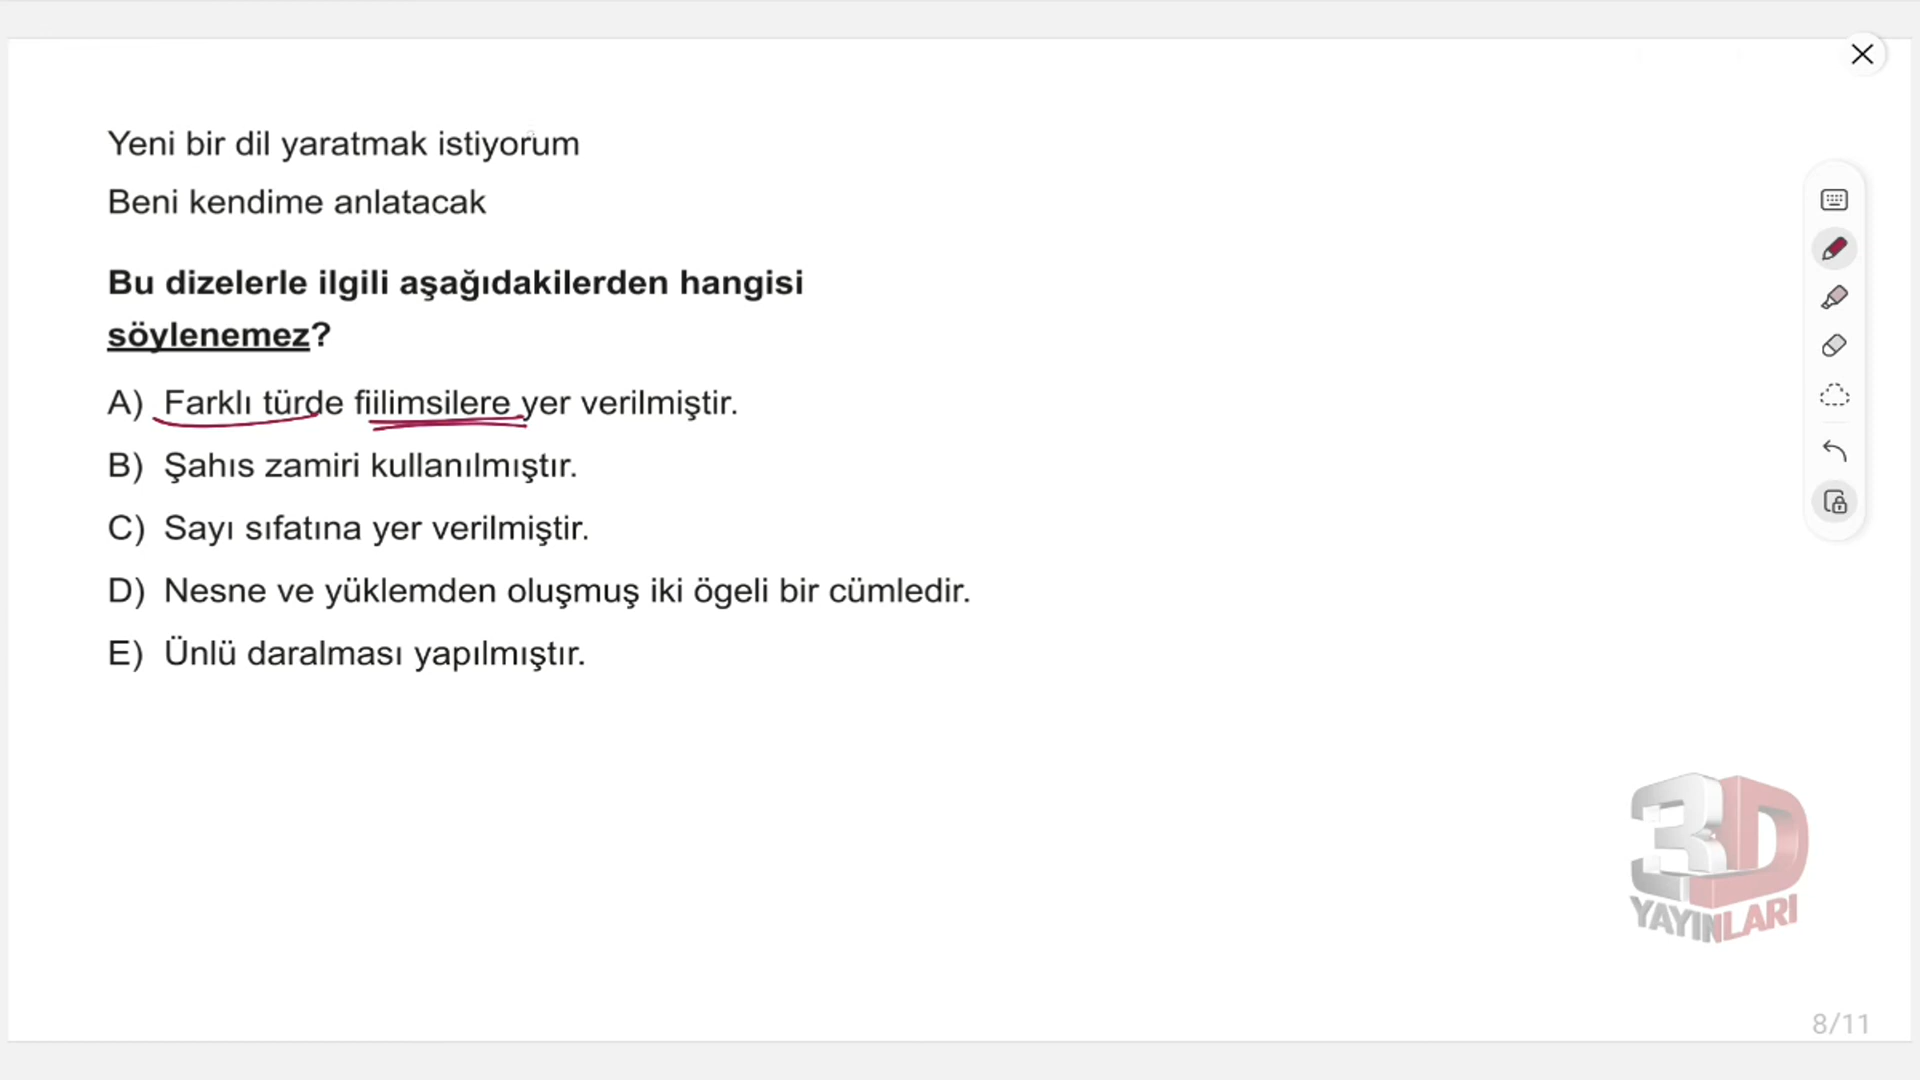 Yeni bir dil yaratmak istiyorum
Beni kendime anlatacak
Bu dizelerle ilgili aşağıdakilerden hangisi
söylenemez?
A) Farklı türde fiilimsilere yer verilmiştir.
B) Şahıs zamiri kullanılmıştır.
C) Sayı sıfatına yer verilmiştir.
D) Nesne ve yüklemden oluşmuş iki ögeli bir cümledir.
E) Ünlü daralması yapılmıştır.
3D
YAYINLARI
8/11